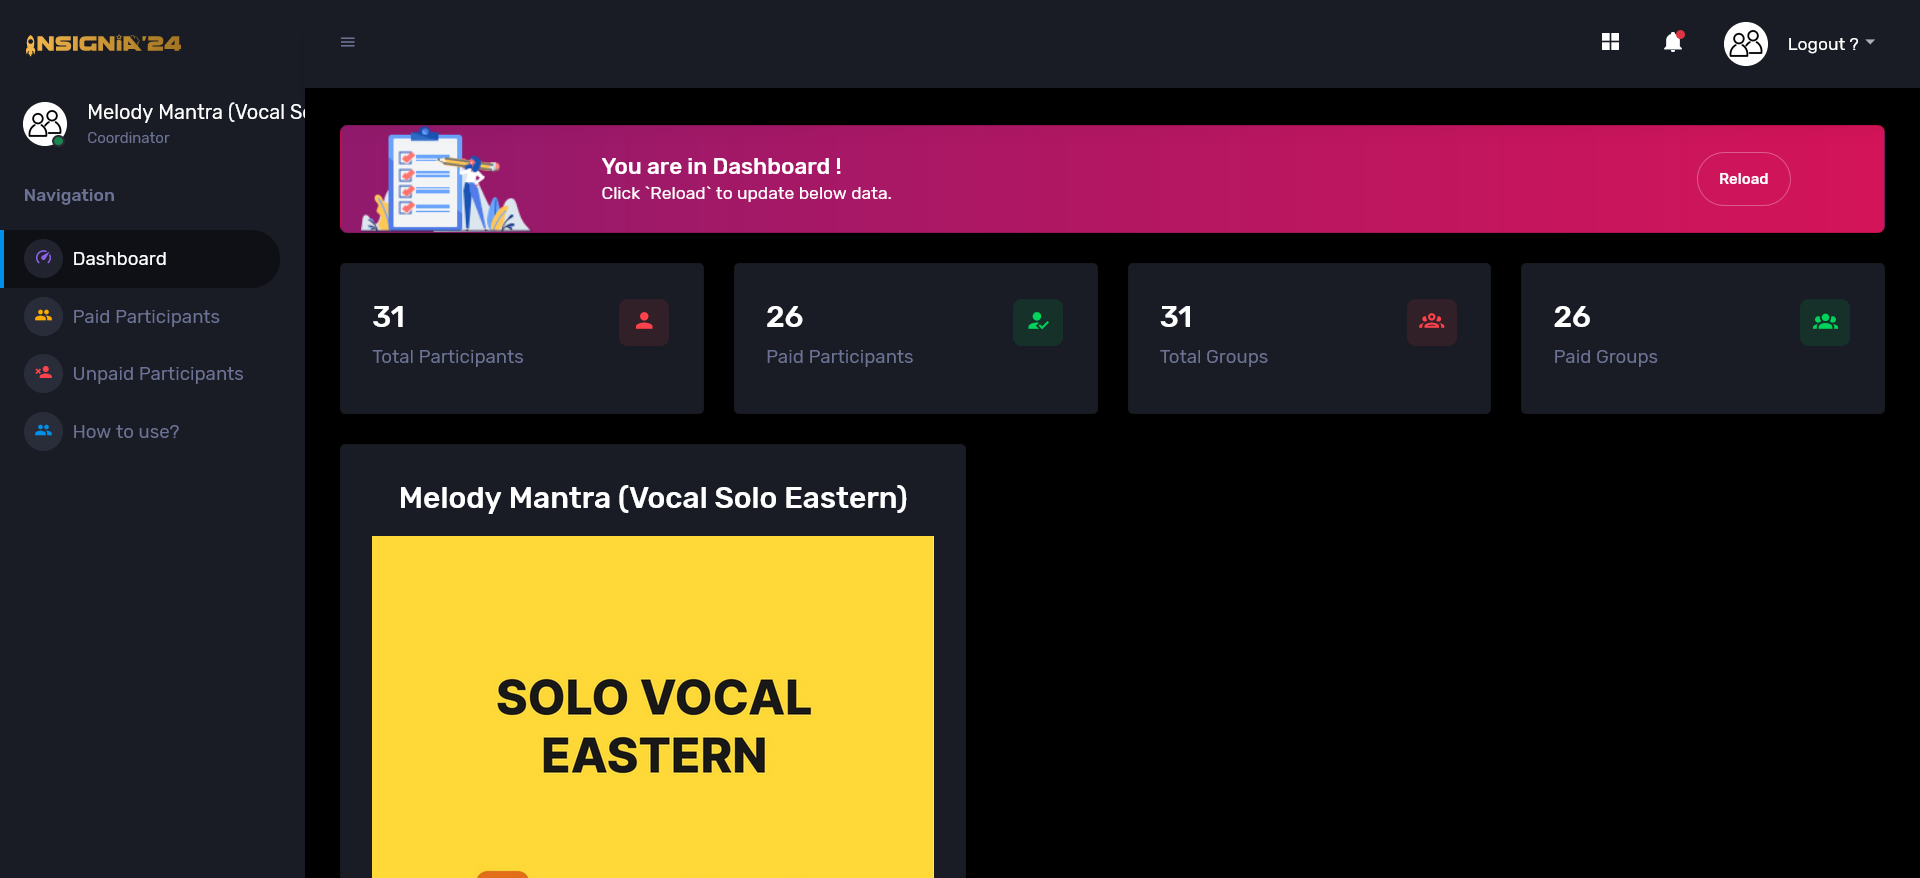 INSIGNIA'24
Logout ?
Melody Mantra (Vocal So
Coordinator
Navigation
Dashboard
Paid Participants
Unpaid Participants
How to use?
You are in Dashboard !
Click `Reload` to update below data.
Reload
31
Total Participants
26
Paid Participants
31
Total Groups
26
Paid Groups
Melody Mantra (Vocal Solo Eastern)
SOLO VOCAL
EASTERN